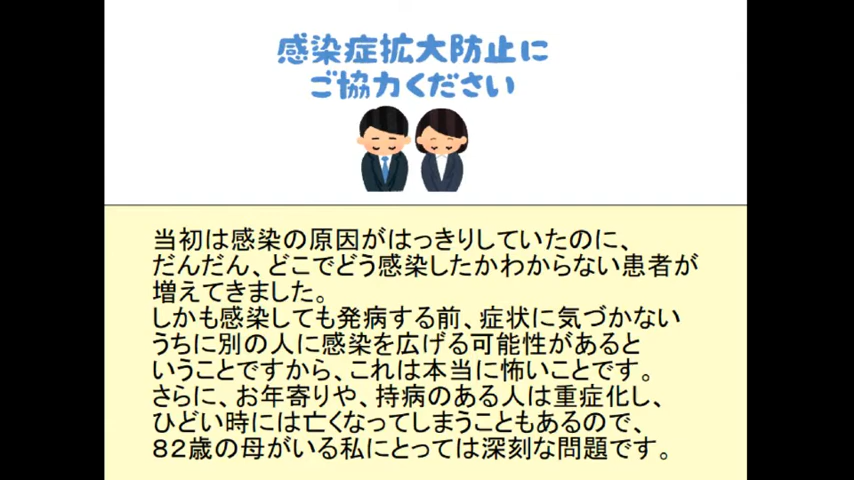 感染症拡大防止に
ご協力ください
当初は感染の原因がはっきりしていたのに、
だんだん、どこでどう感染したかわからない患者が
増えてきました。
しかも感染しても発病する前、症状に気づかない
うちに別の人に感染を広げる可能性があると
いうことですから、これは本当に怖いことです。
さらに、お年寄りや、持病のある人は重症化し、
ひどい時には亡くなってしまうこともあるので、
８２歳の母がいる私にとっては深刻な問題です。